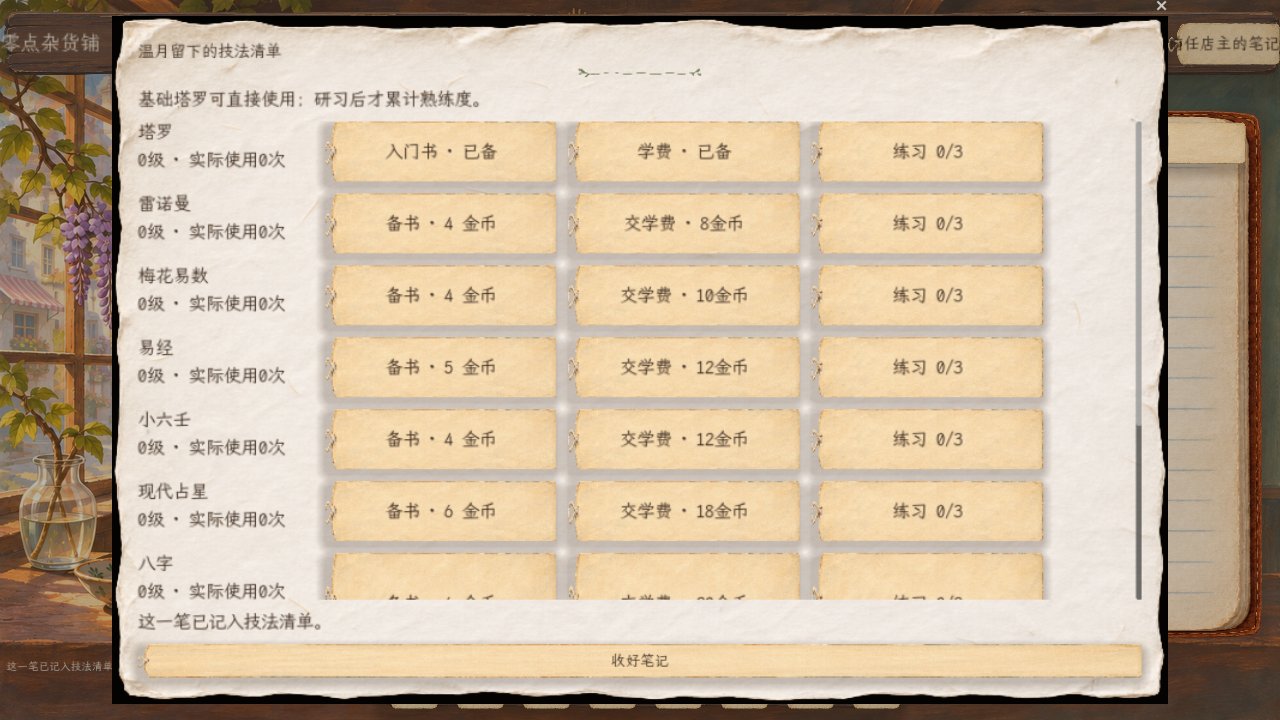 零点杂货铺
温月留下的技法清单
×
前任店主的笔记
基础塔罗可直接使用；研习后才累计熟练度。
塔罗
0级 · 实际使用0次
入门书 · 已备
学费 · 已备
练习 0/3
雷诺曼
0级 · 实际使用0次
备书 · 4 金币
交学费 · 8金币
练习 0/3
梅花易数
0级 · 实际使用0次
备书 · 4 金币
交学费 · 10金币
练习 0/3
易经
0级 · 实际使用0次
备书 · 5 金币
交学费 · 12金币
练习 0/3
小六壬
0级 · 实际使用0次
备书 · 4 金币
交学费 · 12金币
练习 0/3
现代占星
0级 · 实际使用0次
备书 · 6 金币
交学费 · 18金币
练习 0/3
八字
0级 · 实际使用0次
这一笔已记入技法清单。
这一笔已记入技法清单
收好笔记